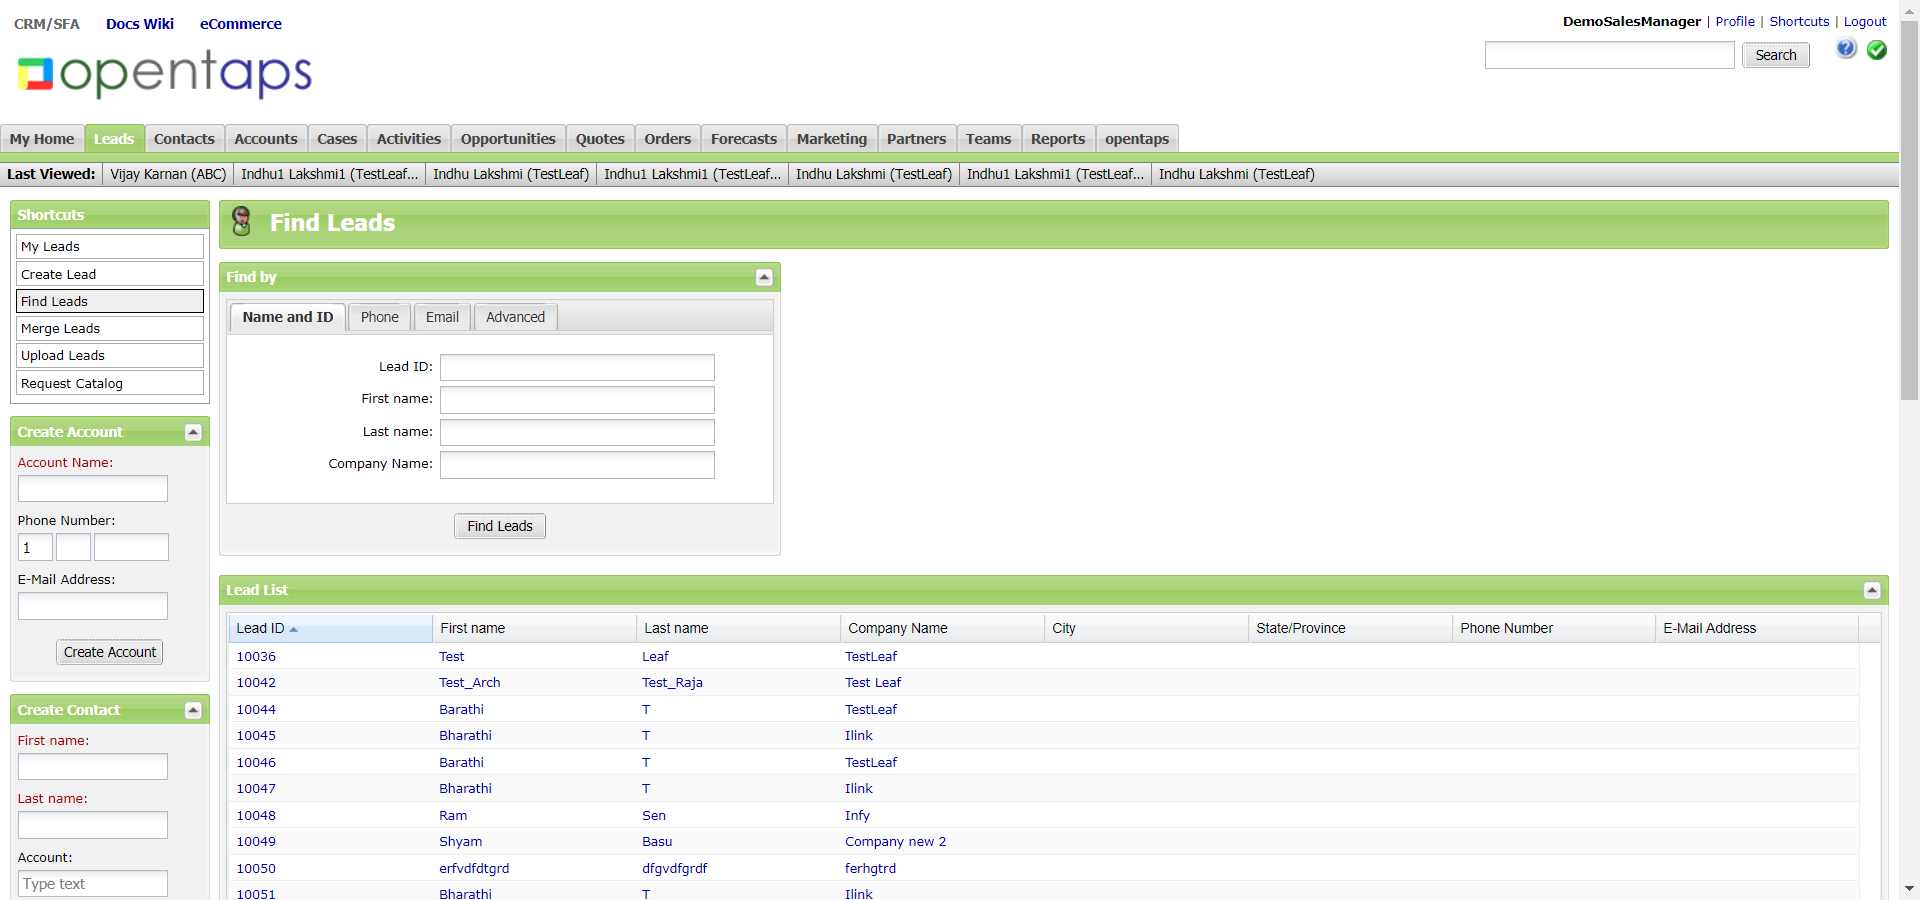 CRM/SFA Docs Wiki eCommerce
DemoSalesManager | Profile | Shortcuts | Logout
opentaps
Search
My Home Leads Contacts Accounts Cases Activities Opportunities Quotes Orders Forecasts Marketing Partners Teams Reports opentaps
Last Viewed: Vijay Karnan (ABC) Indhu1 Lakshmi1 (TestLeaf... Indhu Lakshmi (TestLeaf) Indhu1 Lakshmi1 (TestLeaf... Indhu Lakshmi (TestLeaf) Indhu1 Lakshmi1 (TestLeaf... Indhu Lakshmi (TestLeaf)
Shortcuts
My Leads
Create Lead
Find Leads
Merge Leads
Upload Leads
Request Catalog
Create Account
Account Name:
Phone Number:
1
E-Mail Address:
Create Account
Create Contact
First name:
Last name:
Account:
Type text
Find Leads
Find by
Name and ID Phone Email Advanced
Lead ID:
First name:
Last name:
Company Name:
Find Leads
Lead List
Lead ID First name Last name Company Name City State/Province Phone Number E-Mail Address
10036 Test Leaf TestLeaf
10042 Test_Arch Test_Raja Test Leaf
10044 Barathi T TestLeaf
10045 Bharathi T Ilink
10046 Barathi T TestLeaf
10047 Bharathi T Ilink
10048 Ram Sen Infy
10049 Shyam Basu Company new 2
10050 erfvdfdtgrd dfgvdfgrdf ferhgtrd
10051 Bharathi T Ilink